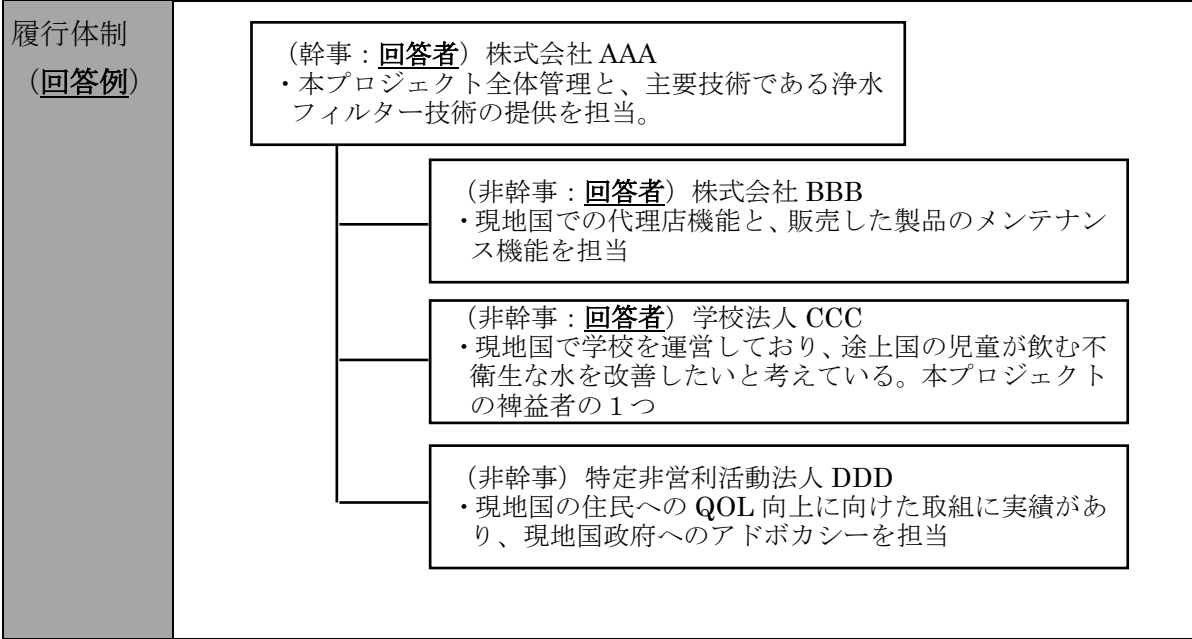 履行体制
（回答例）
（幹事：回答者）株式会社 AAA
・本プロジェクト全体管理と、主要技術である浄水
フィルター技術の提供を担当。
（非幹事：回答者）株式会社 BBB
・現地国での代理店機能と、販売した製品のメンテナン
ス機能を担当
（非幹事：回答者）学校法人 CCC
・現地国で学校を運営しており、途上国の児童が飲む不
衛生な水を改善したいと考えている。本プロジェクト
の裨益者の１つ
（非幹事）特定非営利活動法人 DDD
・現地国の住民への QOL 向上に向けた取組に実績があ
り、現地国政府へのアドボカシーを担当